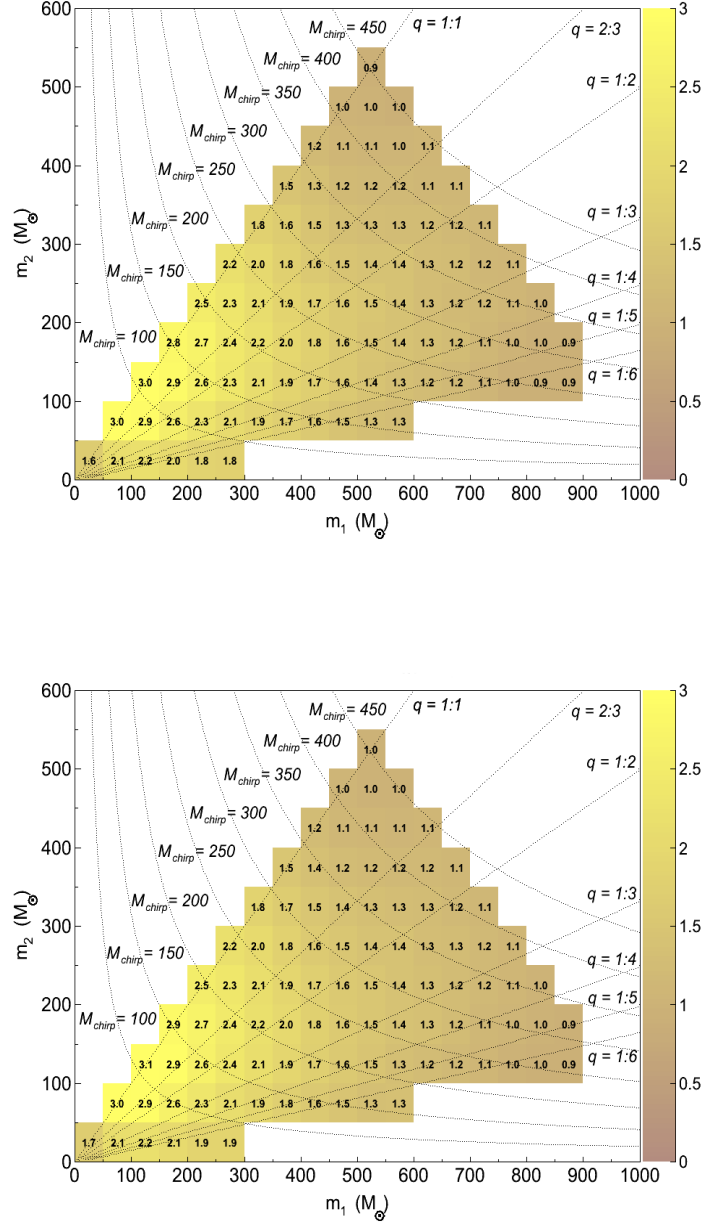 600 M_chirp= 450 q = 1:1 q = 2:3 3
M_chirp= 400
0.9
500 M_chirp= 350 1.0 1.0 1.0 q = 1:2 2.5
M_chirp= 300 1.2 1.1 1.1 1.0 1.1
400 M_chirp= 250 1.5 1.3 1.2 1.2 1.2 1.1 1.1 2
M_chirp= 200 1.8 1.6 1.5 1.3 1.3 1.3 1.2 1.2 1.1 q = 1:3
300 M_chirp= 150 2.2 2.0 1.8 1.6 1.5 1.4 1.4 1.3 1.2 1.2 1.1 q = 1:4 1.5
2.5 2.3 2.1 1.9 1.7 1.6 1.5 1.4 1.3 1.2 1.2 1.1 1.0
200 M_chirp= 100 2.8 2.7 2.4 2.2 2.0 1.8 1.6 1.5 1.4 1.3 1.2 1.1 1.0 1.0 0.9 q = 1:5 1
3.0 2.9 2.6 2.3 2.1 1.9 1.7 1.6 1.4 1.3 1.2 1.2 1.1 1.0 0.9 0.9 q = 1:6
100 3.0 2.9 2.6 2.3 2.1 1.9 1.7 1.6 1.5 1.3 1.3 0.5
1.6 2.1 2.2 2.0 1.8 1.8
0 0
0 100 200 300 400 500 600 700 800 900 1000
m₂ (M⊙)
m₁ (M⊙)
600 M_chirp= 450 q = 1:1 q = 2:3 3
M_chirp= 400
1.0
500 M_chirp= 350 1.0 1.0 1.0 q = 1:2 2.5
M_chirp= 300 1.2 1.1 1.1 1.1 1.1
400 M_chirp= 250 1.5 1.4 1.2 1.2 1.2 1.2 1.1 2
M_chirp= 200 1.8 1.7 1.5 1.4 1.3 1.3 1.3 1.2 1.1 q = 1:3
300 M_chirp= 150 2.2 2.0 1.8 1.6 1.5 1.4 1.4 1.3 1.3 1.2 1.1 q = 1:4 1.5
2.5 2.3 2.1 1.9 1.7 1.6 1.5 1.4 1.3 1.2 1.2 1.1 1.0
200 M_chirp= 100 2.9 2.7 2.4 2.2 2.0 1.8 1.6 1.5 1.4 1.3 1.2 1.1 1.0 1.0 0.9 q = 1:5 1
3.1 2.9 2.6 2.4 2.1 1.9 1.7 1.6 1.5 1.3 1.2 1.2 1.1 1.0 1.0 0.9 q = 1:6
100 3.0 2.9 2.6 2.3 2.1 1.9 1.8 1.6 1.5 1.3 1.3 0.5
1.7 2.1 2.2 2.1 1.9 1.9
0 0
0 100 200 300 400 500 600 700 800 900 1000
m₂ (M⊙)
m₁ (M⊙)